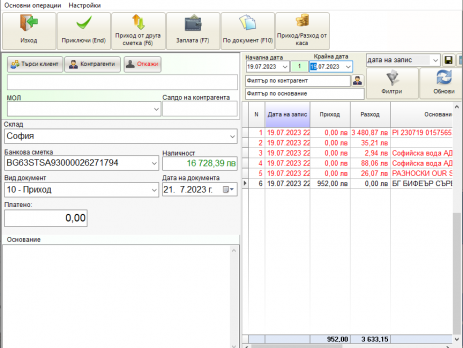 Основни операции Настройки
Изход
Приключи (End)
Приход от друга сметка (F6)
Заплата (F7)
По документ (F10)
Приход/Разход от каса
Търси клиент Контрагенти Откажи
МОЛ Салдо на контрагента
Склад
София
Банкова сметка Наличност
BG63STSA93000026271794 16 728,39 лв
Вид документ Дата на документа
10 - Приход 21. 7.2023 г.
Платено:
0,00
Основание
Начална дата Крайна дата
19.07.2023 1 19.07.2023 дата на запис
Филтър по контрагент
Филтър по основание
Филтри Обнови
N Дата на запис Приход Разход Основани
1 19.07.2023 22 0,00 лв 3 480,87 лв PI 230719 0157565
2 19.07.2023 22 0,00 лв 35,21 лв
3 19.07.2023 22 0,00 лв 2,94 лв Софийска вода АД
4 19.07.2023 22 0,00 лв 88,06 лв Софийска вода АД
5 19.07.2023 22 0,00 лв 26,07 лв РАЗНОСКИ OUR S
6 19.07.2023 22 952,00 лв 0,00 лв
952,00 3 633,15